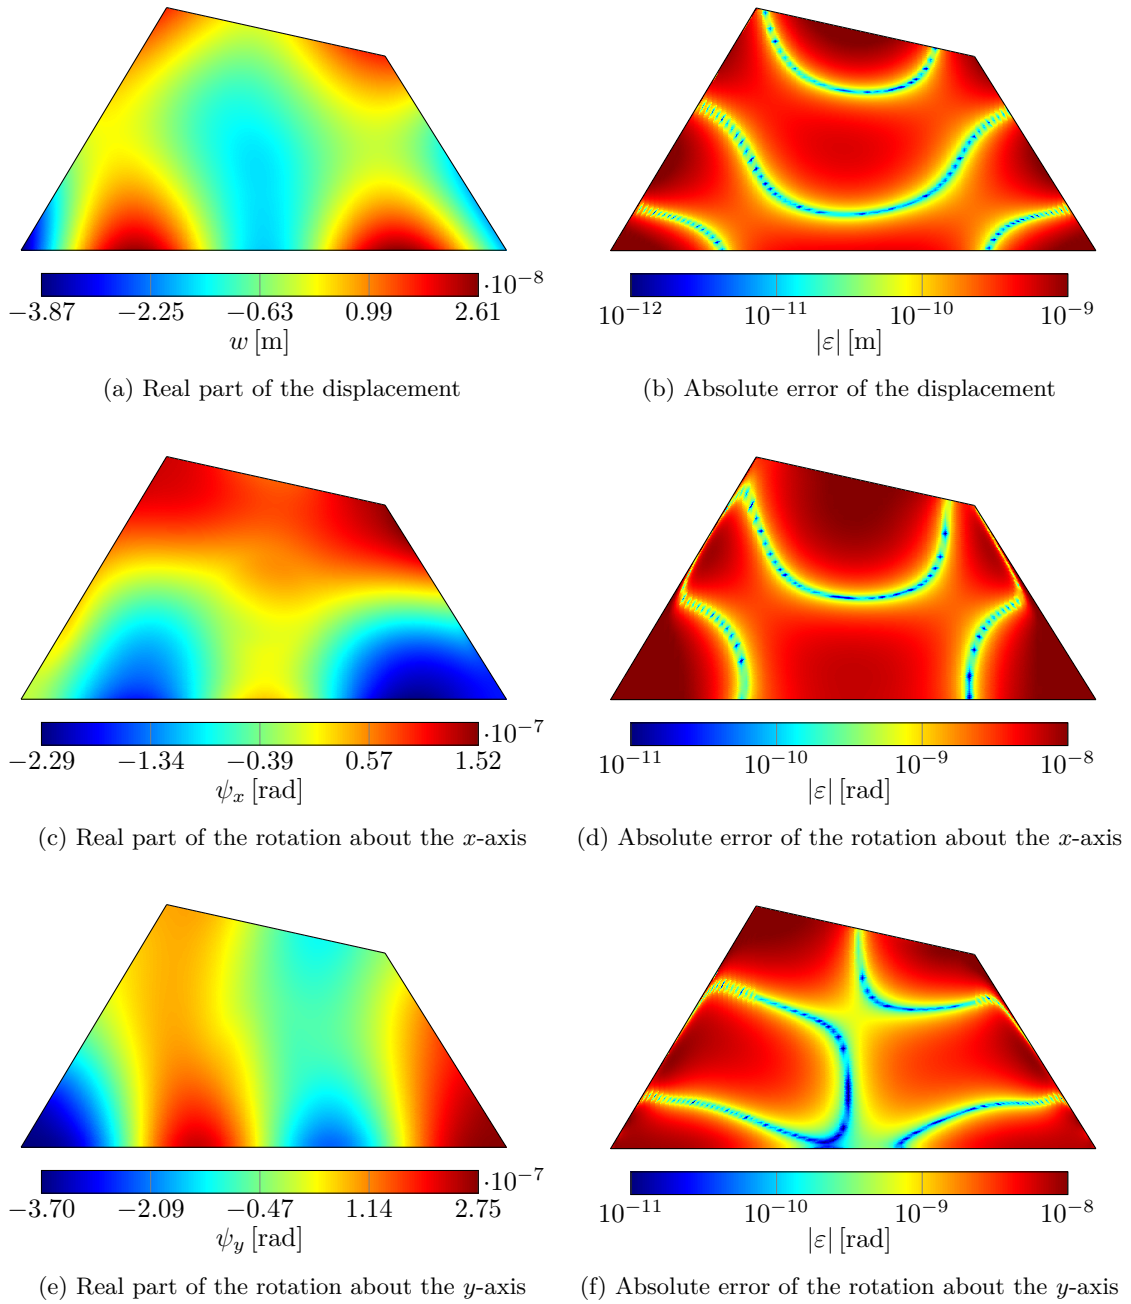 ·10⁻⁸
−3.87 −2.25 −0.63 0.99 2.61
w [m]
(a) Real part of the displacement
10⁻¹² 10⁻¹¹ 10⁻¹⁰ 10⁻⁹
|ε| [m]
(b) Absolute error of the displacement
·10⁻⁷
−2.29 −1.34 −0.39 0.57 1.52
ψₓ [rad]
(c) Real part of the rotation about the x-axis
10⁻¹¹ 10⁻¹⁰ 10⁻⁹ 10⁻⁸
|ε| [rad]
(d) Absolute error of the rotation about the x-axis
·10⁻⁷
−3.70 −2.09 −0.47 1.14 2.75
ψ_y [rad]
(e) Real part of the rotation about the y-axis
10⁻¹¹ 10⁻¹⁰ 10⁻⁹ 10⁻⁸
|ε| [rad]
(f) Absolute error of the rotation about the y-axis